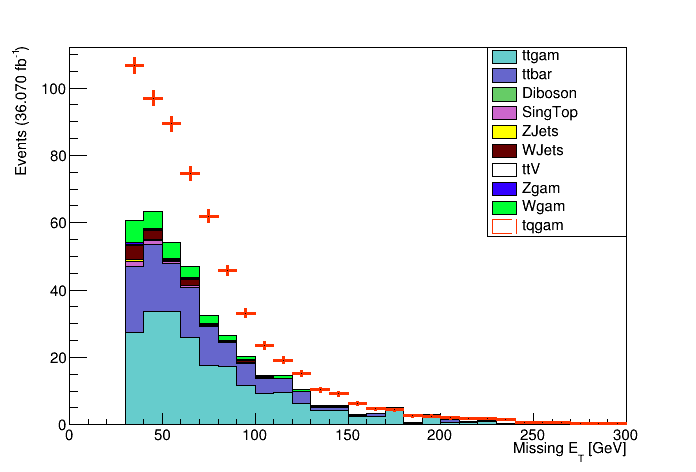 Events (36.070 fb⁻¹)
100
80
60
40
20
0
0 50 100 150 200 250 300
Missing E_T [GeV]
ttgam
ttbar
Diboson
SingTop
ZJets
WJets
ttV
Zgam
Wgam
tqgam